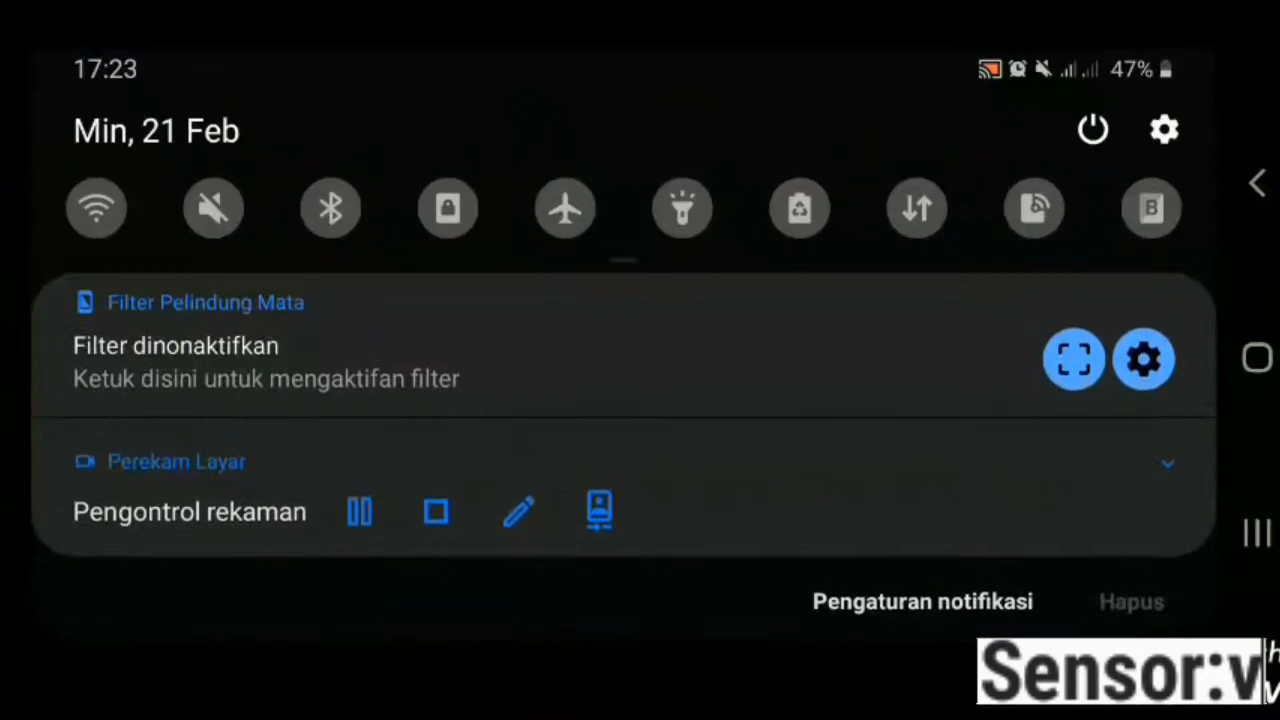 17:23
47%
Min, 21 Feb
B
Filter Pelindung Mata
Filter dinonaktifkan
Ketuk disini untuk mengaktifan filter
Perekam Layar
Pengontrol rekaman
Pengaturan notifikasi
Hapus
Sensor:v